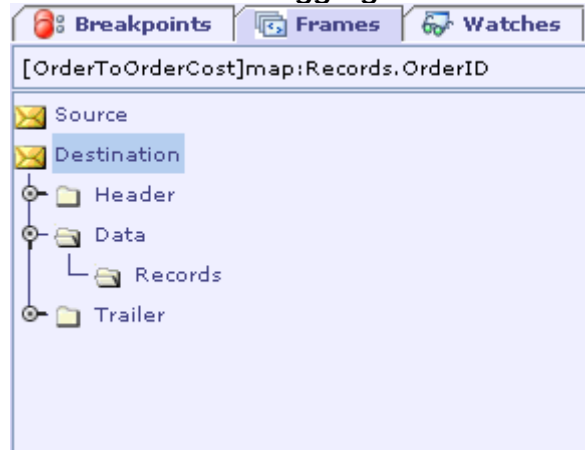 Breakpoints Frames Watches
[OrderToOrderCost]map:Records.OrderID
Source
Destination
Header
Data
Records
Trailer